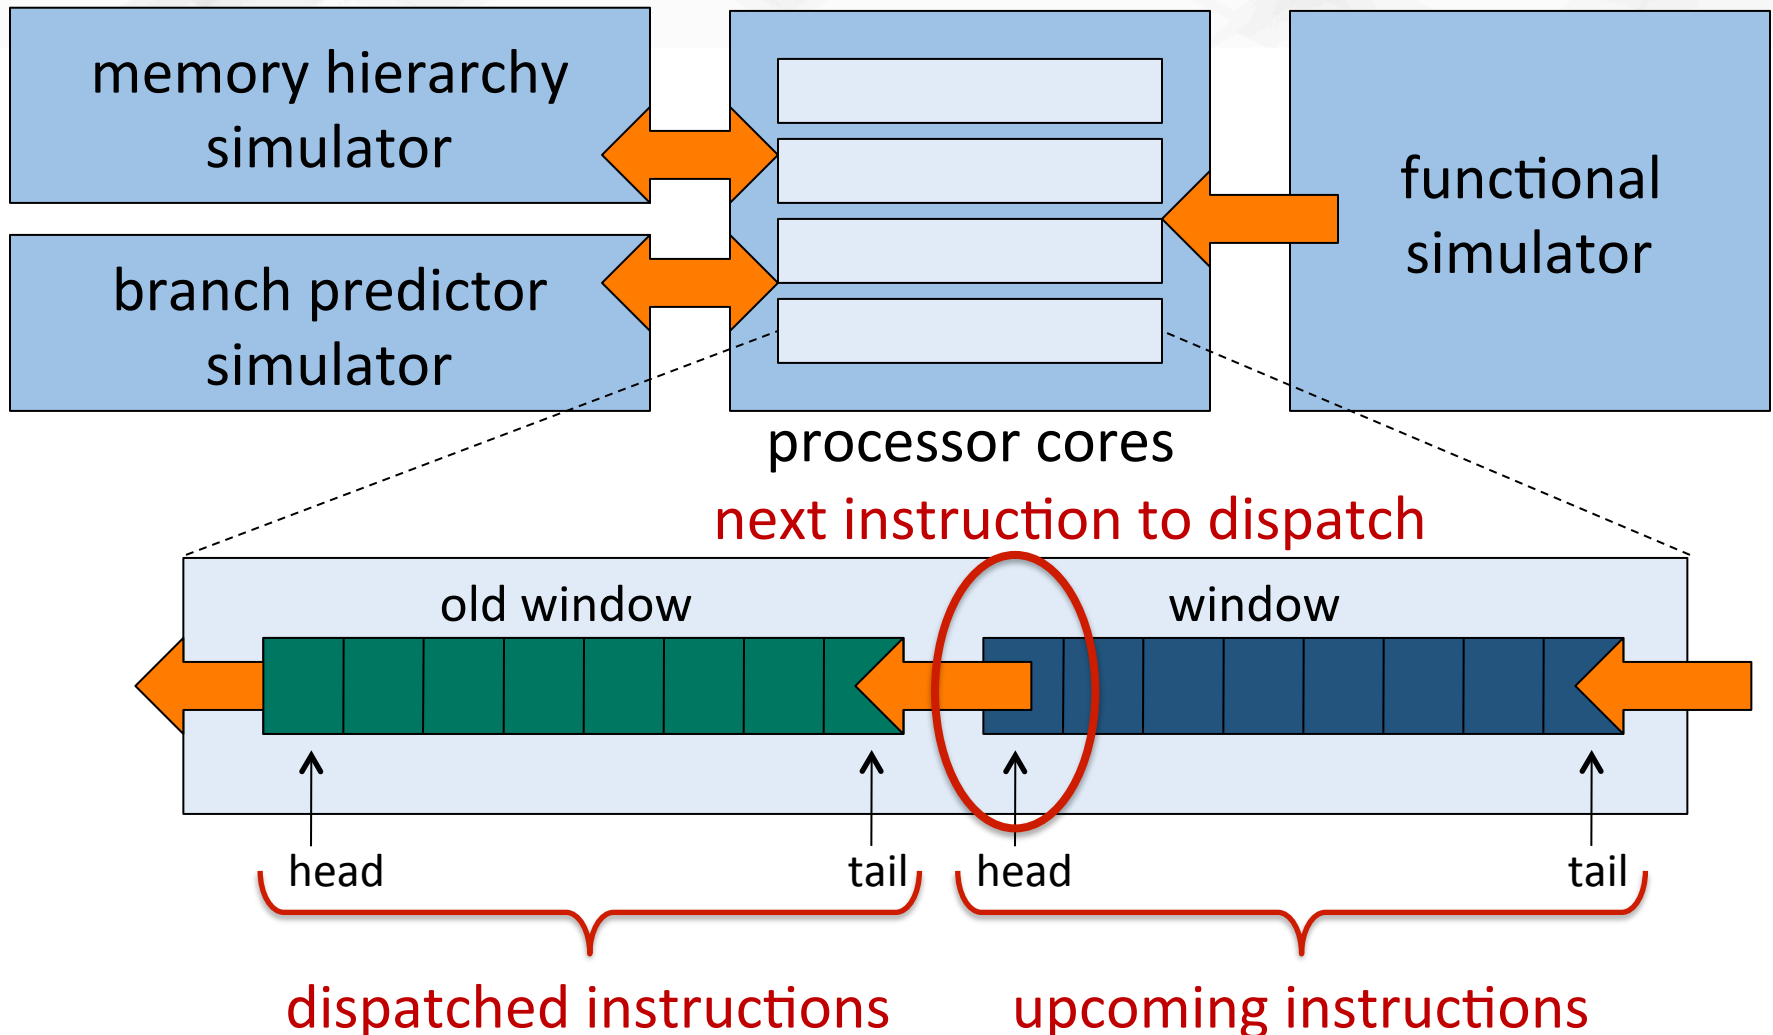 memory hierarchy
simulator
branch predictor
simulator
functional
simulator
processor cores
next instruction to dispatch
old window
window
head
tail
head
tail
dispatched instructions
upcoming instructions